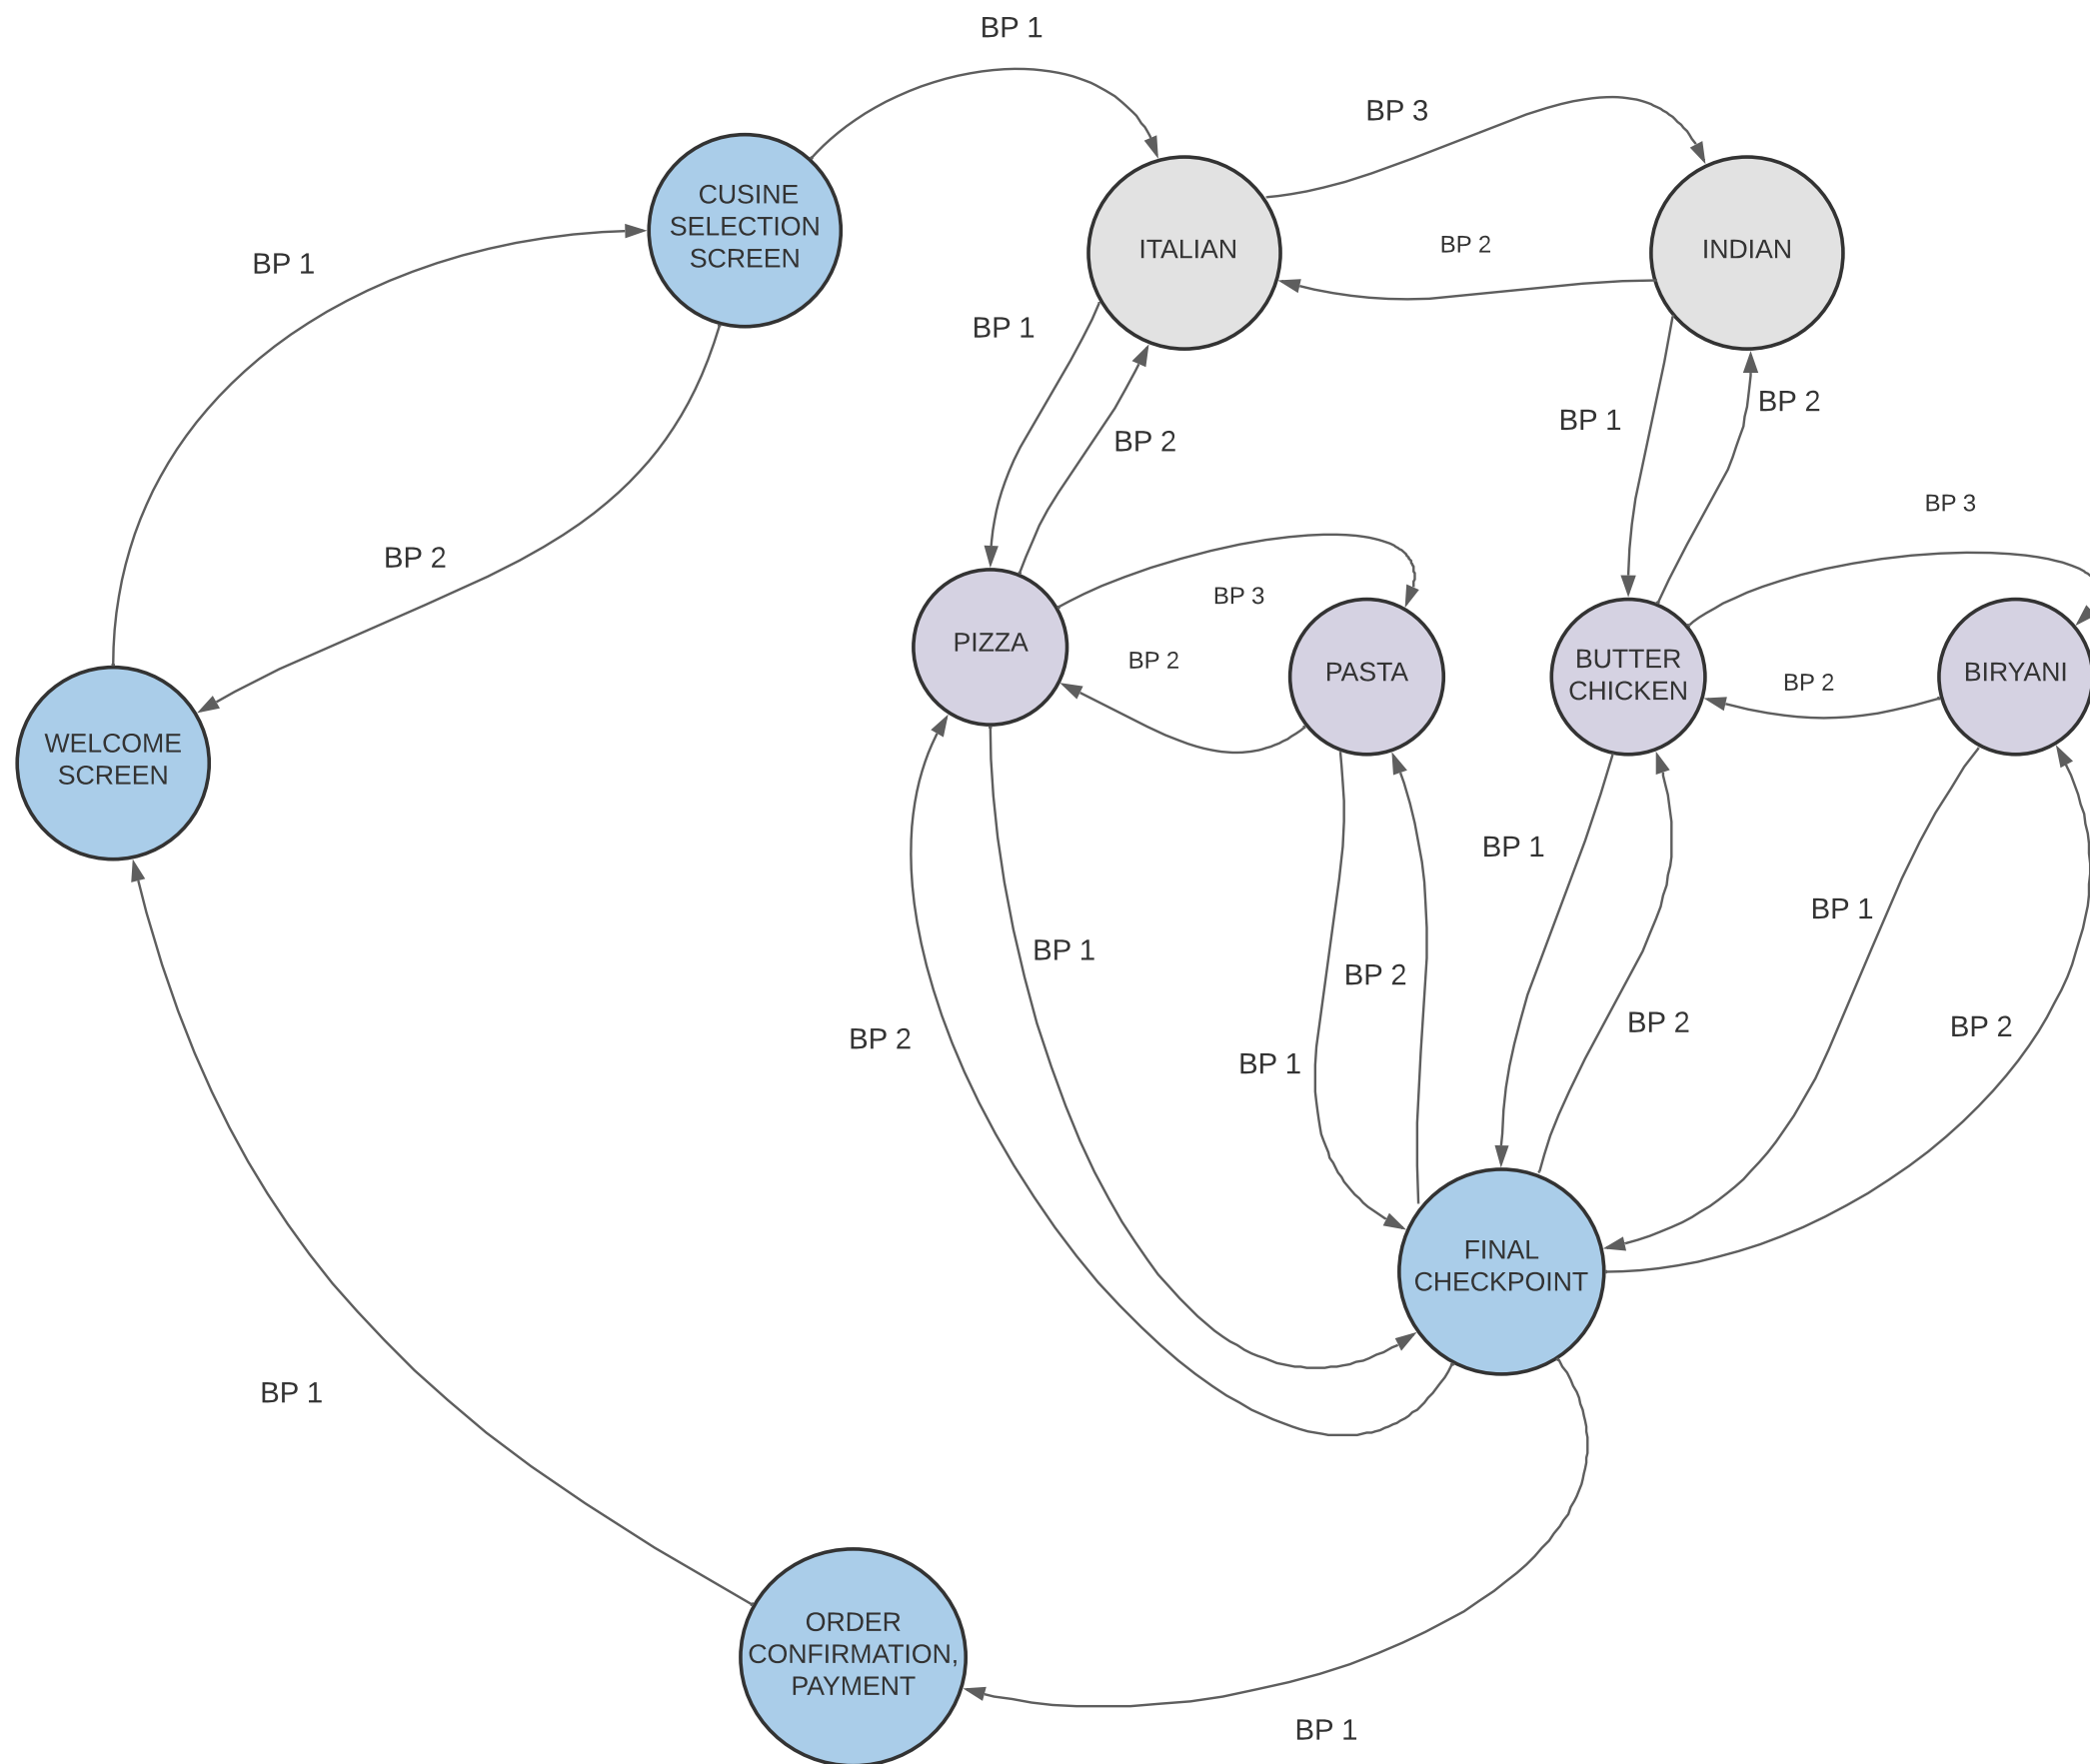 BP 1
BP 3
CUSINE
SELECTION
SCREEN
ITALIAN
INDIAN
BP 2
BP 1
BP 1
BP 2
BP 1
BP 2
BP 3
BP 2
BP 3
PIZZA
BP 2
PASTA
BUTTER
CHICKEN
BP 2
BIRYANI
WELCOME
SCREEN
BP 1
BP 1
BP 1
BP 2
BP 2
BP 2
BP 1
BP 2
FINAL
CHECKPOINT
BP 1
ORDER
CONFIRMATION,
PAYMENT
BP 1